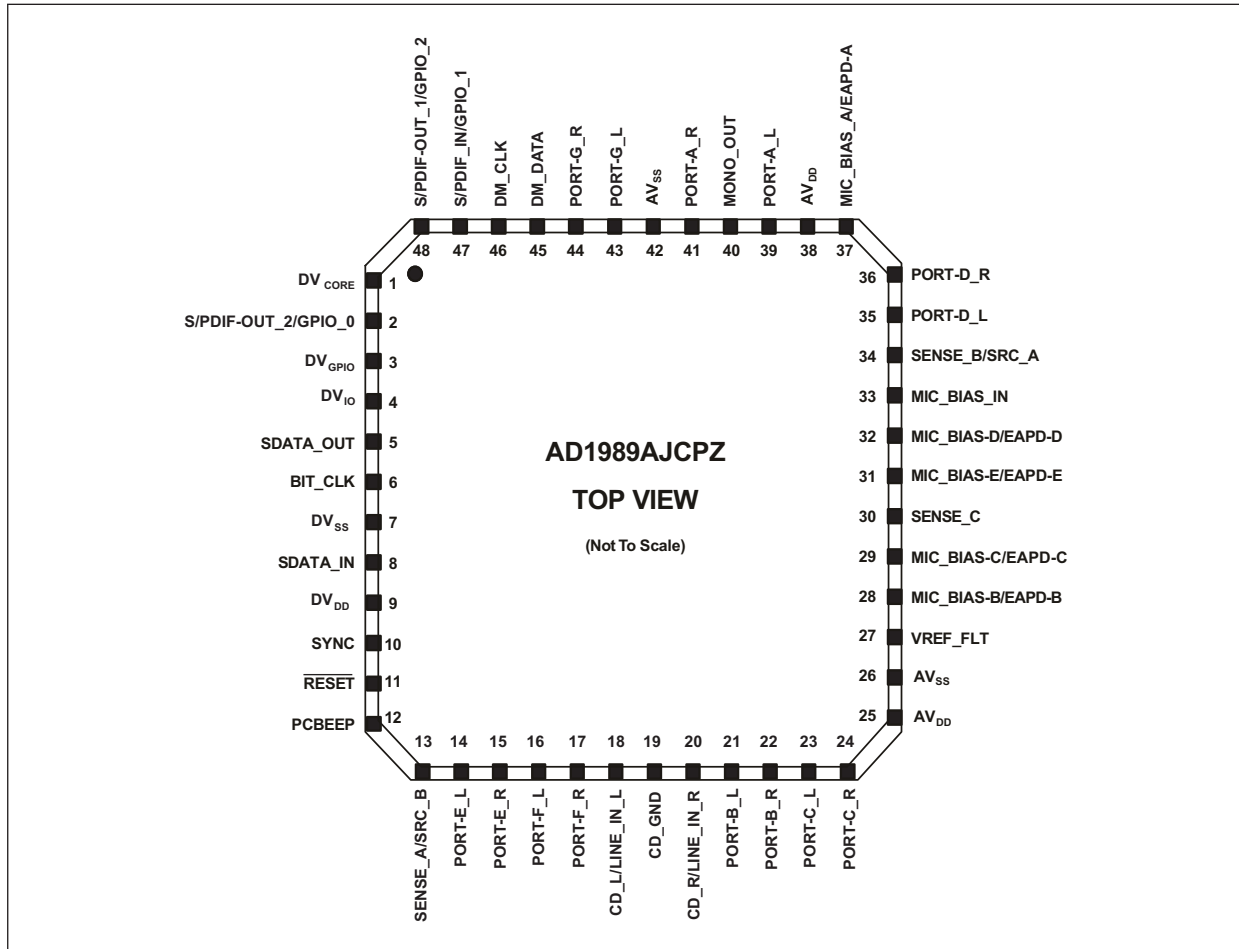 S/PDIF-OUT_1/GPIO_2
S/PDIF_IN/GPIO_1
DM_CLK
DM_DATA
PORT-G_R
PORT-G_L
AVSS
PORT-A_R
MONO_OUT
PORT-A_L
AVDD
MIC_BIAS_A/EAPD-A
48 47 46 45 44 43 42 41 40 39 38 37
DVCORE 1
S/PDIF-OUT_2/GPIO_0 2
DVGPIO 3
DVIO 4
SDATA_OUT 5
BIT_CLK 6
DVSS 7
SDATA_IN 8
DVDD 9
SYNC 10
RESET 11
PCBEEP 12
AD1989AJCPZ
TOP VIEW
(Not To Scale)
36 PORT-D_R
35 PORT-D_L
34 SENSE_B/SRC_A
33 MIC_BIAS_IN
32 MIC_BIAS-D/EAPD-D
31 MIC_BIAS-E/EAPD-E
30 SENSE_C
29 MIC_BIAS-C/EAPD-C
28 MIC_BIAS-B/EAPD-B
27 VREF_FLT
26 AVSS
25 AVDD
13 14 15 16 17 18 19 20 21 22 23 24
SENSE_A/SRC_B
PORT-E_L
PORT-E_R
PORT-F_L
PORT-F_R
CD_L/LINE_IN_L
CD_GND
CD_R/LINE_IN_R
PORT-B_L
PORT-B_R
PORT-C_L
PORT-C_R